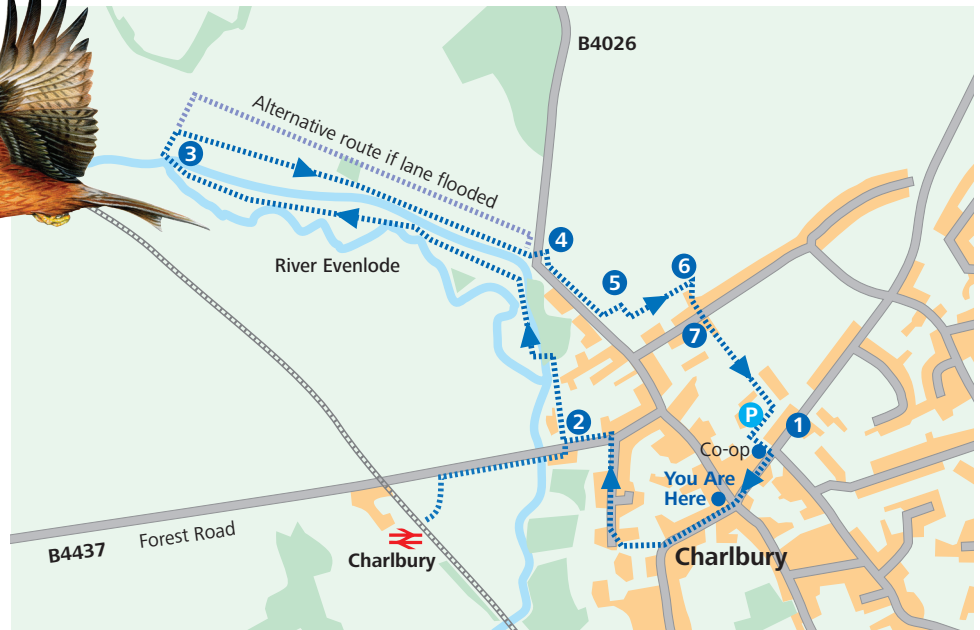 B4026
Alternative route if lane flooded
3
4
River Evenlode
5
6
7
P
1
2
Co-op
You Are
Here
B4437
Forest Road
Charlbury
Charlbury